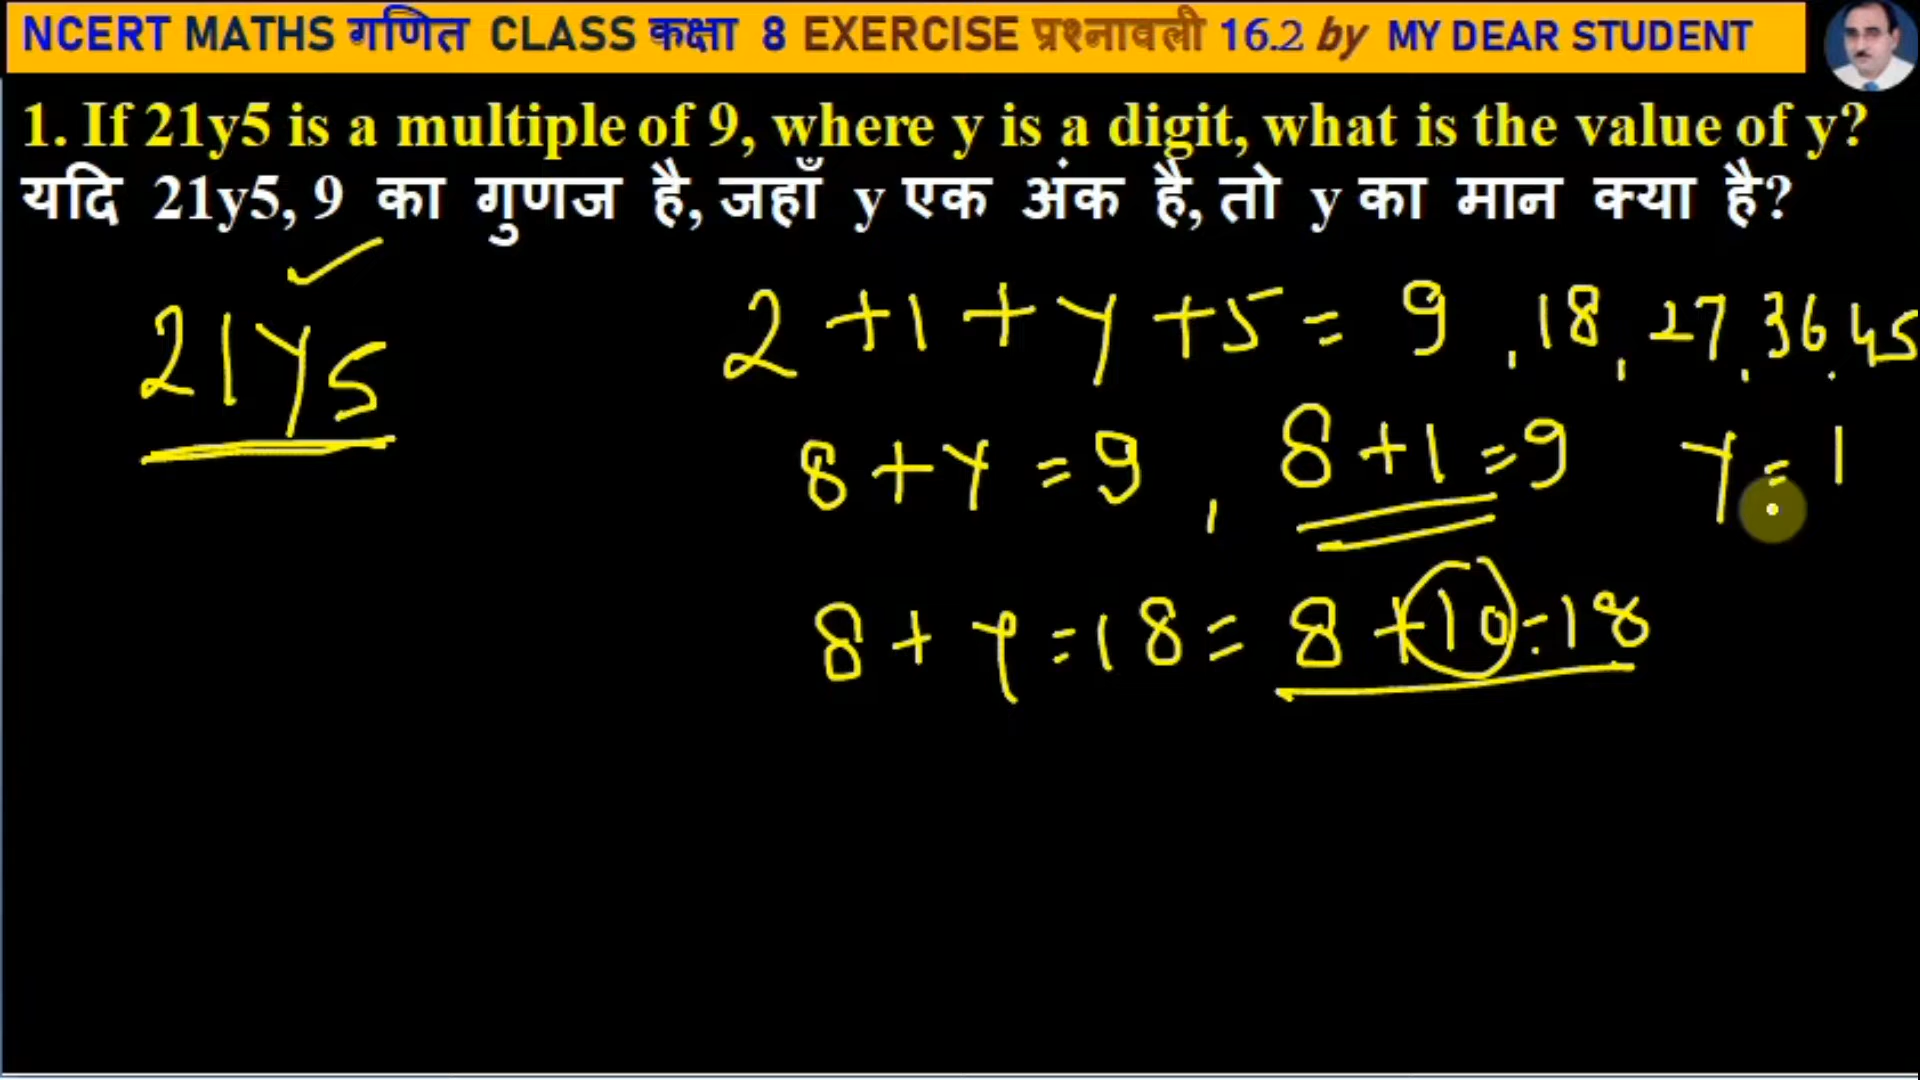 NCERT MATHS गणित CLASS कक्षा 8 EXERCISE प्रश्नावली 16.2 by MY DEAR STUDENT
1. If 21y5 is a multiple of 9, where y is a digit, what is the value of y?
यदि 21y5, 9 का गुणज है, जहाँ y एक अंक है, तो y का मान क्या है?
21y5
2+1+y+5= 9, 18, 27, 36, 45
8+y=9, 8+1=9 y=1
8+y=18=8+10=18